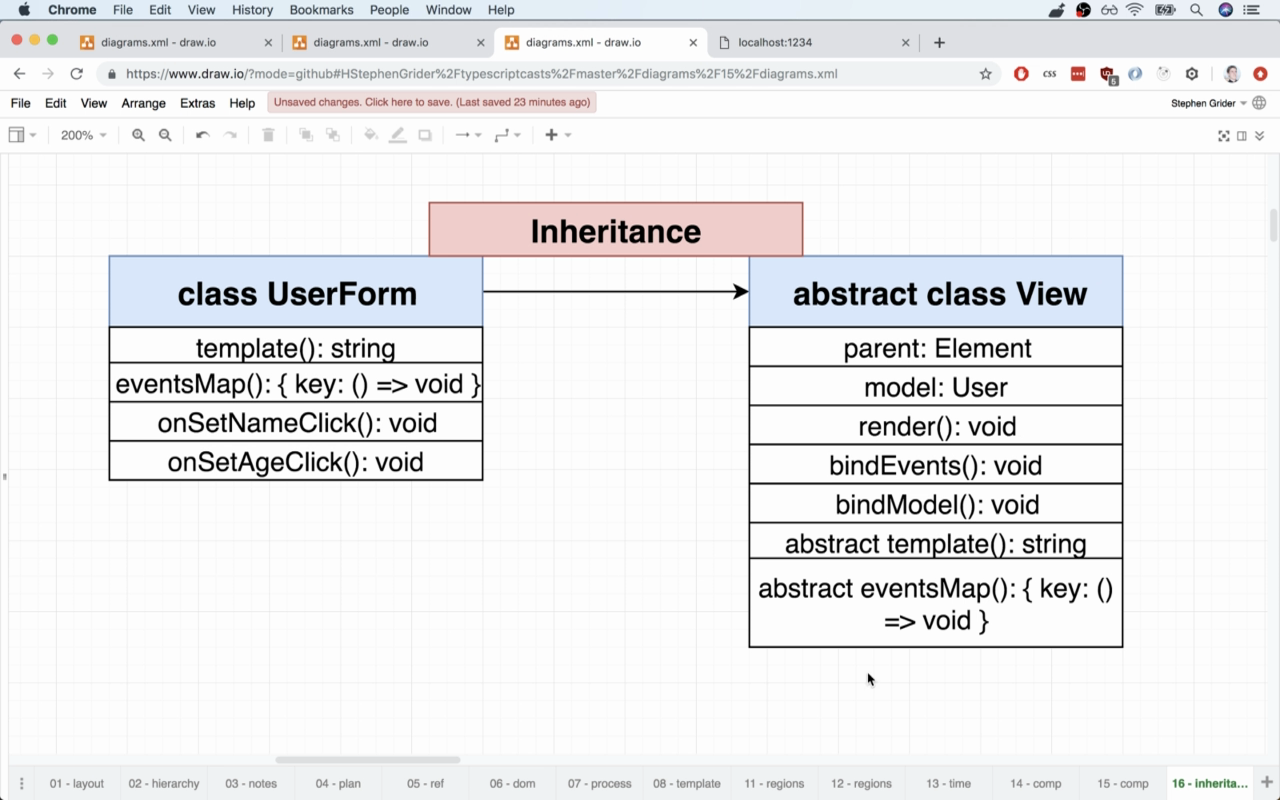 Chrome File Edit View History Bookmarks People Window Help
diagrams.xml - draw.io diagrams.xml - draw.io diagrams.xml - draw.io localhost:1234
https://www.draw.io/?mode=github#HStephenGrider%2Ftypescriptcasts%2Fmaster%2Fdiagrams%2F15%2Fdiagrams.xml
CSS
5
File Edit View Arrange Extras Help Unsaved changes. Click here to save. (Last saved 23 minutes ago) Stephen Grider
200%
Inheritance
class UserForm
template(): string
eventsMap(): { key: () => void }
onSetNameClick(): void
onSetAgeClick(): void
abstract class View
parent: Element
model: User
render(): void
bindEvents(): void
bindModel(): void
abstract template(): string
abstract eventsMap(): { key: ()
=> void }
01 - layout 02 - hierarchy 03 - notes 04 - plan 05 - ref 06 - dom 07 - process 08 - template 11 - regions 12 - regions 13 - time 14 - comp 15 - comp 16 - inherita...